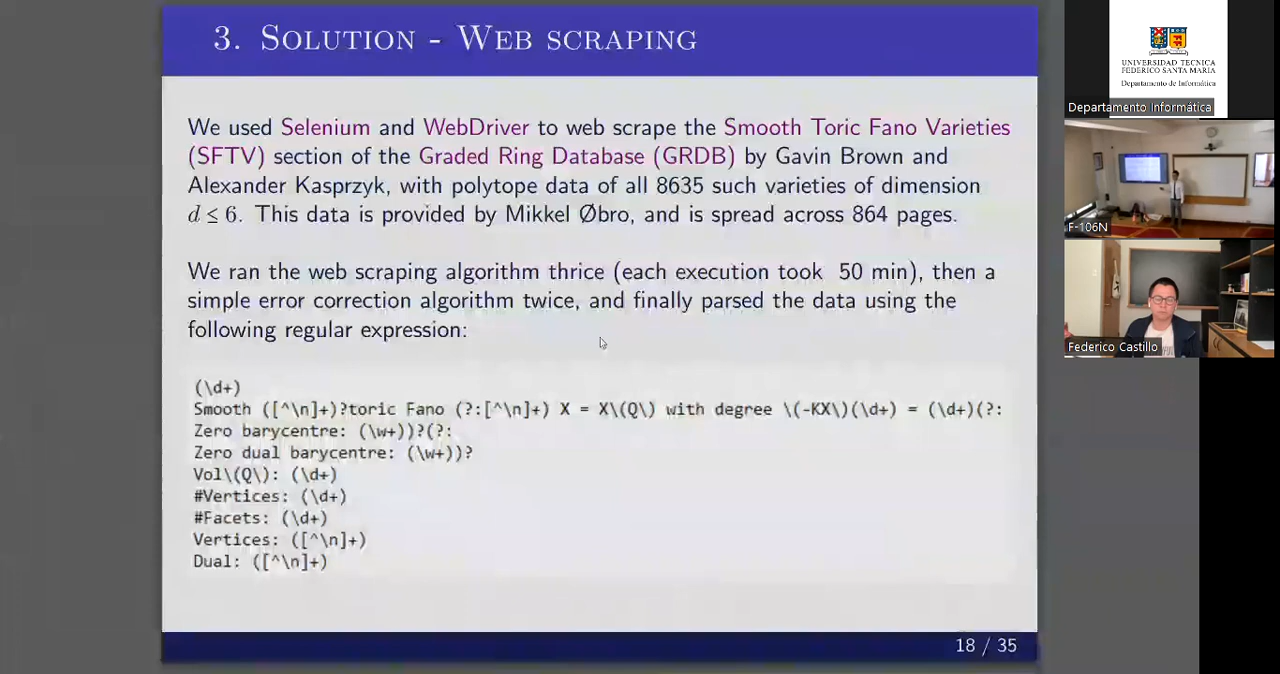 3. Solution - Web scraping
We used Selenium and WebDriver to web scrape the Smooth Toric Fano Varieties
(SFTV) section of the Graded Ring Database (GRDB) by Gavin Brown and
Alexander Kasprzyk, with polytope data of all 8635 such varieties of dimension
d ≤ 6. This data is provided by Mikkel Øbro, and is spread across 864 pages.
We ran the web scraping algorithm thrice (each execution took 50 min), then a
simple error correction algorithm twice, and finally parsed the data using the
following regular expression:
(\d+)
Smooth ([^\n]+)?toric Fano (?:[^\n]+) X = X\(Q\) with degree \(-KX\)(\d+) = (\d+)(?:
Zero barycentre: (\w+))?(?:
Zero dual barycentre: (\w+))?
Vol\(Q\): (\d+)
#Vertices: (\d+)
#Facets: (\d+)
Vertices: ([^\n]+)
Dual: ([^\n]+)
18 / 35
UNIVERSIDAD TECNICA
FEDERICO SANTA MARIA
Departamento de Informática
Departamento Informática
F-106N
Federico Castillo